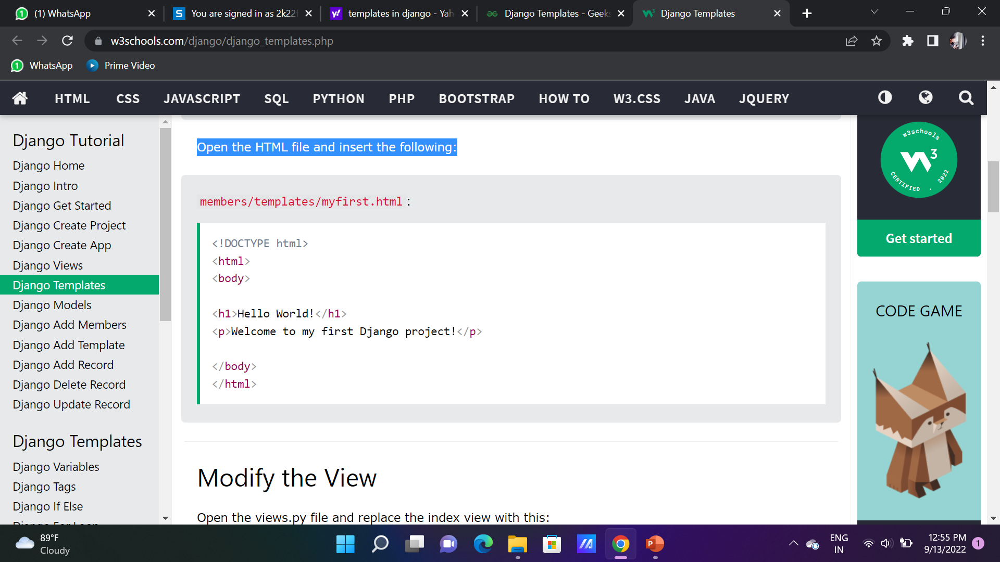 (1) WhatsApp
You are signed in as 2k22
templates in django - Yah
Django Templates - Geeks
Django Templates
w3schools.com/django/django_templates.php
WhatsApp
Prime Video
HTML CSS JAVASCRIPT SQL PYTHON PHP BOOTSTRAP HOW TO W3.CSS JAVA JQUERY
Django Tutorial
Django Home
Django Intro
Django Get Started
Django Create Project
Django Create App
Django Views
Django Templates
Django Models
Django Add Members
Django Add Template
Django Add Record
Django Delete Record
Django Update Record
Django Templates
Django Variables
Django Tags
Django If Else
Django For Loop
Open the HTML file and insert the following:
members/templates/myfirst.html:
<!DOCTYPE html>
<html>
<body>
<h1>Hello World!</h1>
<p>Welcome to my first Django project!</p>
</body>
</html>
Modify the View
Open the views.py file and replace the index view with this:
w3schools
W3
CERTIFIED . 2022
Get started
CODE GAME
89°F
Cloudy
ENG
IN
12:55 PM
9/13/2022
1